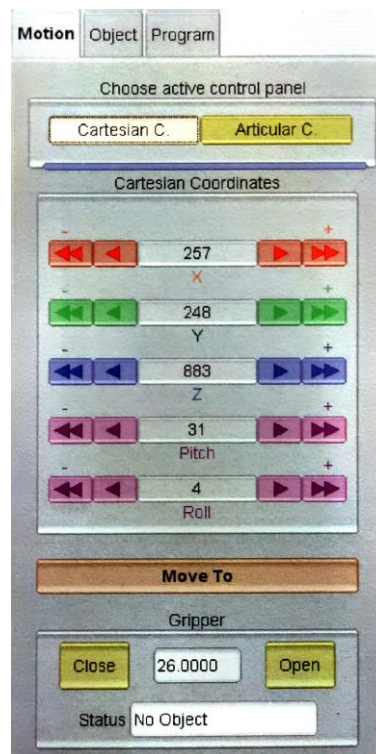 Motion Object Program
Choose active control panel
Cartesian C. Articular C.
Cartesian Coordinates
- +
257
X
- +
248
Y
- +
883
Z
- +
31
Pitch
- +
4
Roll
Move To
Gripper
Close 26.0000 Open
Status No Object